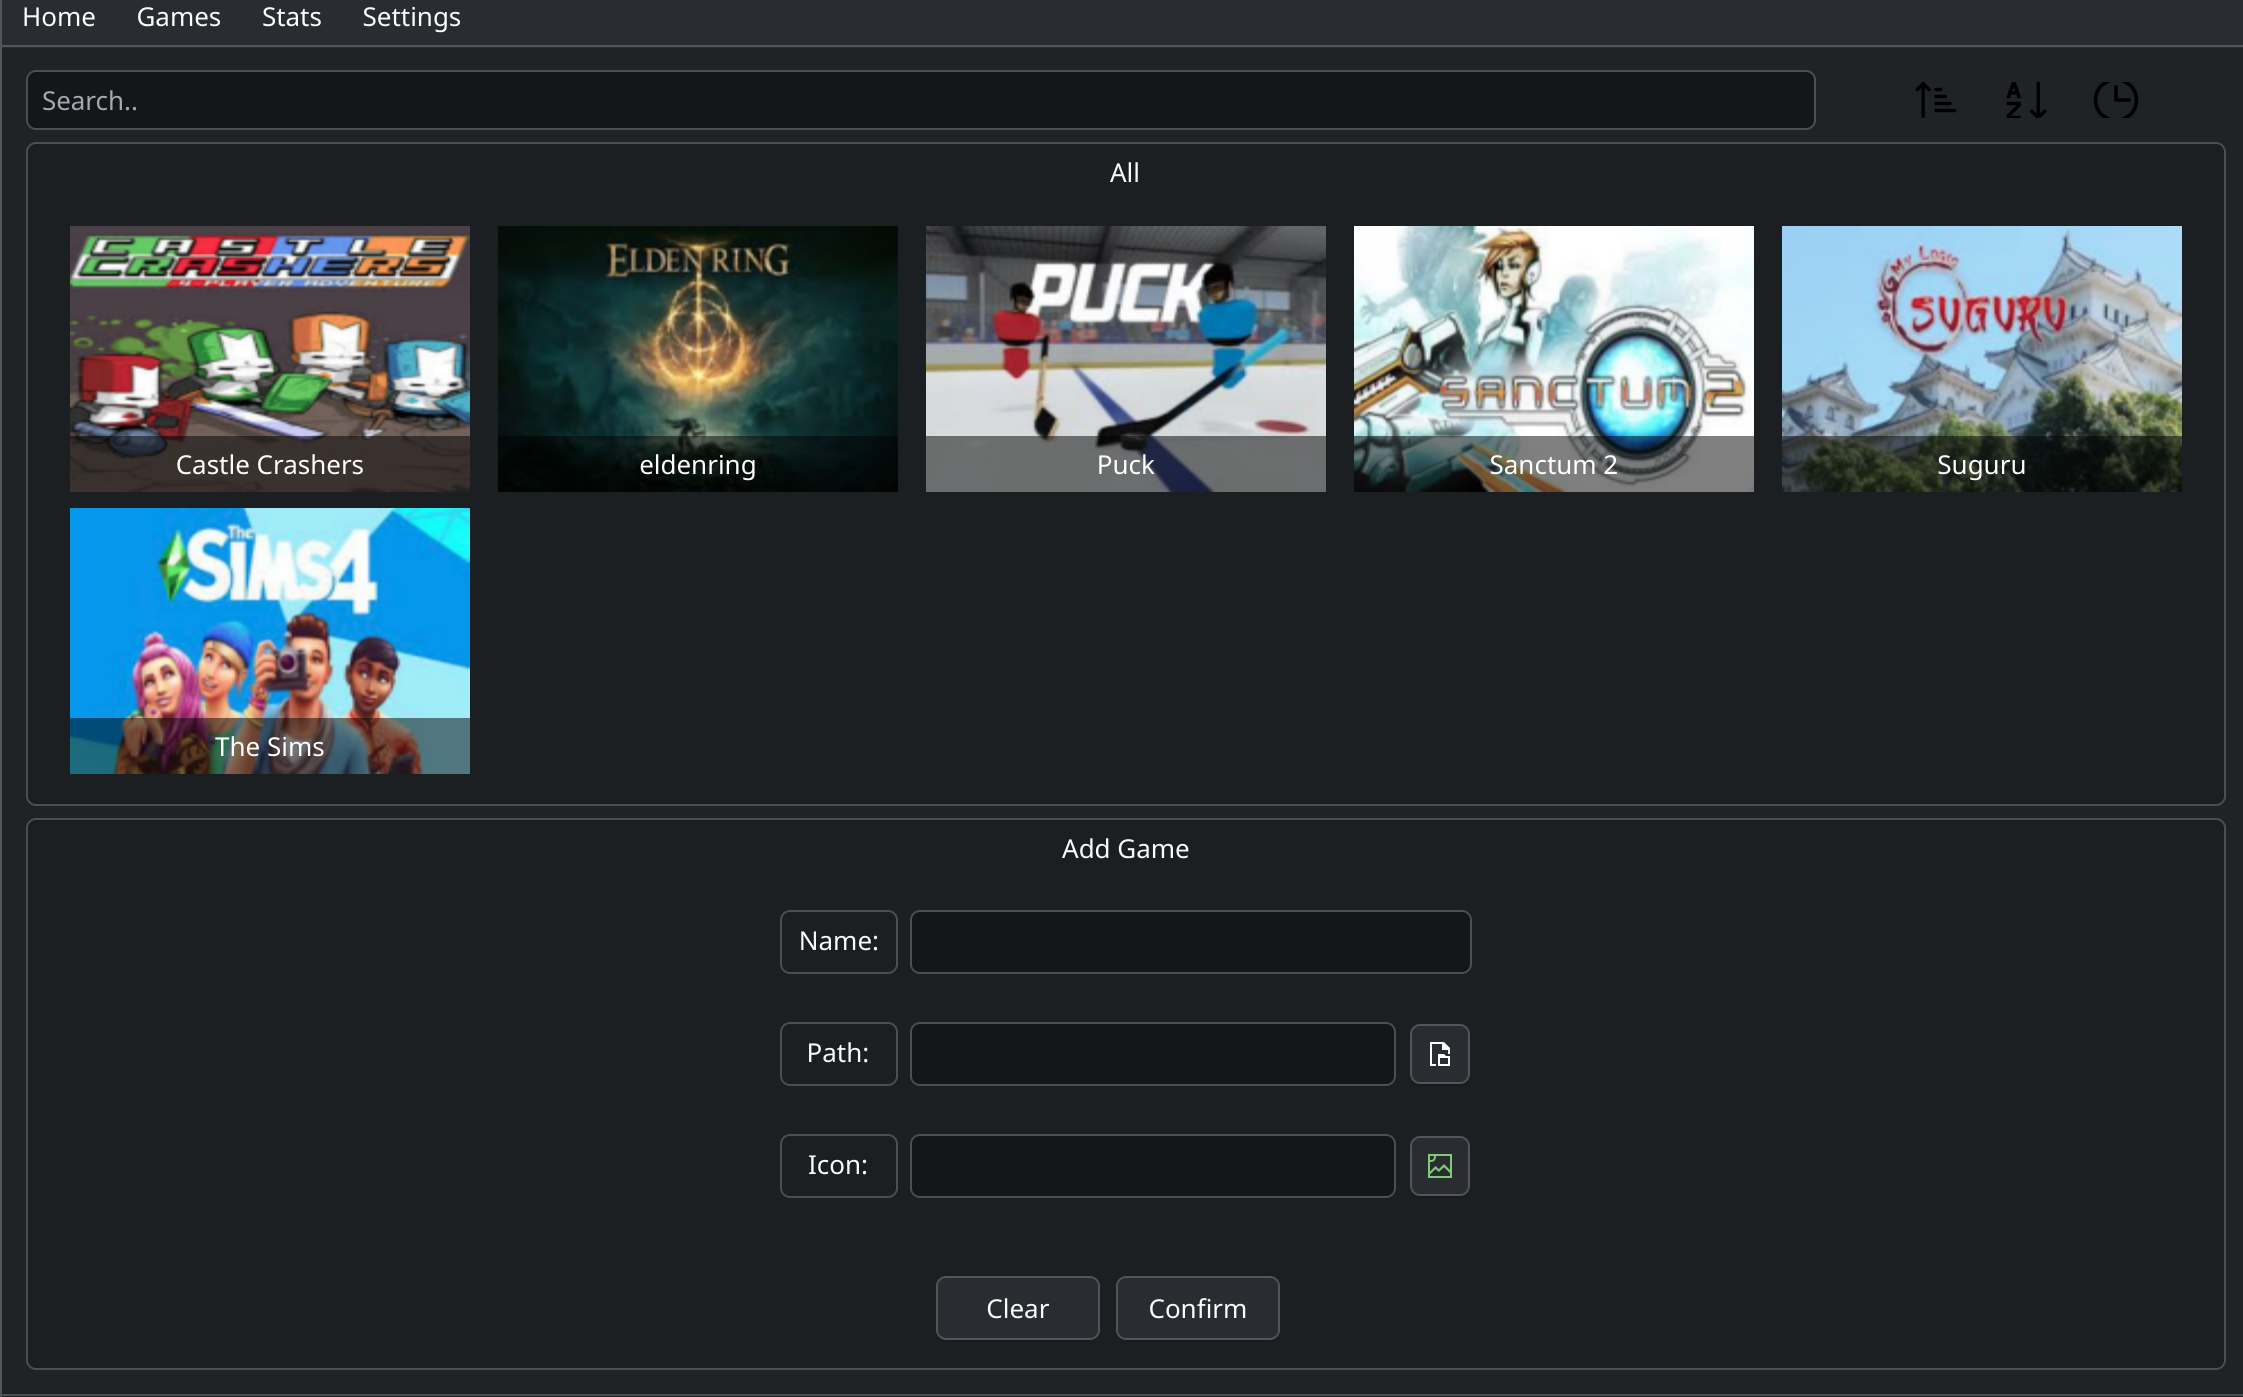 Home Games Stats Settings
Search..
A
Z
All
CASTLE
CRASHERS
4 PLAYER ADVENTURE
Castle Crashers
ELDEN RING
eldenring
PUCK
Puck
SANCTUM 2
Sanctum 2
My Logic
SUGURU
Suguru
The
SIMS4
The Sims
Add Game
Name:
Path:
Icon:
Clear Confirm